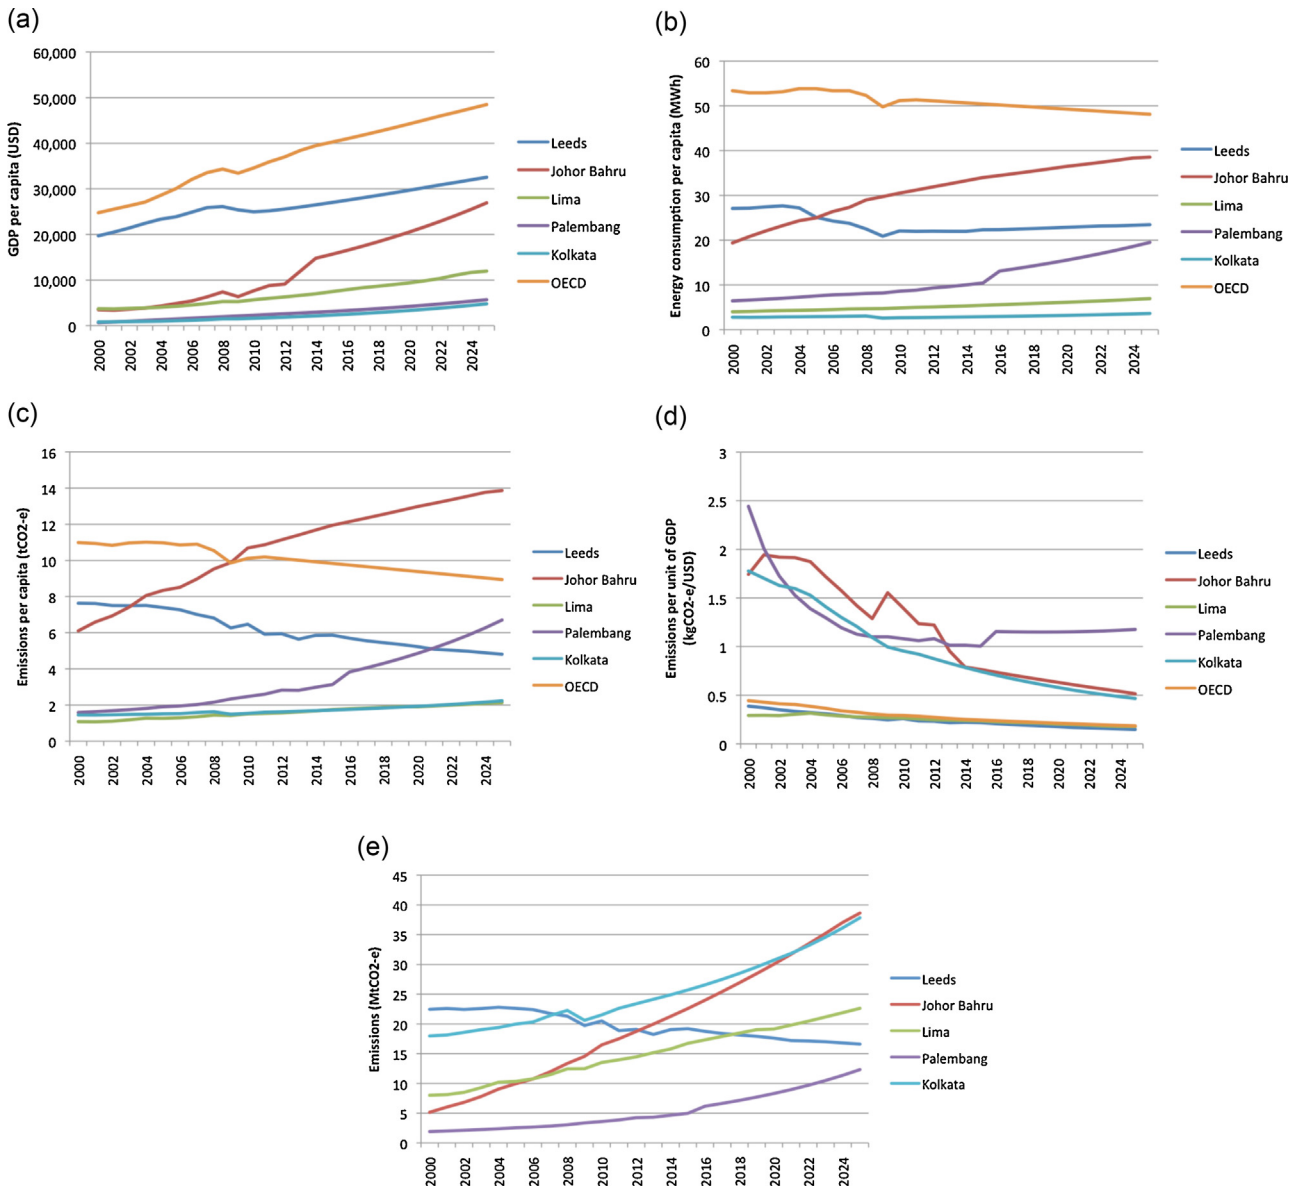 (a)
GDP per capita (USD)
60,000
50,000
40,000
30,000
20,000
10,000
0
2000
2002
2004
2006
2008
2010
2012
2014
2016
2018
2020
2022
2024
Leeds
Johor Bahru
Lima
Palembang
Kolkata
OECD
(b)
Energy consumption per capita (MWh)
60
50
40
30
20
10
0
2000
2002
2004
2006
2008
2010
2012
2014
2016
2018
2020
2022
2024
Leeds
Johor Bahru
Lima
Palembang
Kolkata
OECD
(c)
Emissions per capita (tCO2-e)
16
14
12
10
8
6
4
2
0
2000
2002
2004
2006
2008
2010
2012
2014
2016
2018
2020
2022
2024
Leeds
Johor Bahru
Lima
Palembang
Kolkata
OECD
(d)
Emissions per unit of GDP
(kgCO2-e/USD)
3
2.5
2
1.5
1
0.5
0
2000
2002
2004
2006
2008
2010
2012
2014
2016
2018
2020
2022
2024
Leeds
Johor Bahru
Lima
Palembang
Kolkata
OECD
(e)
Emissions (MtCO2-e)
45
40
35
30
25
20
15
10
5
0
2000
2002
2004
2006
2008
2010
2012
2014
2016
2018
2020
2022
2024
Leeds
Johor Bahru
Lima
Palembang
Kolkata